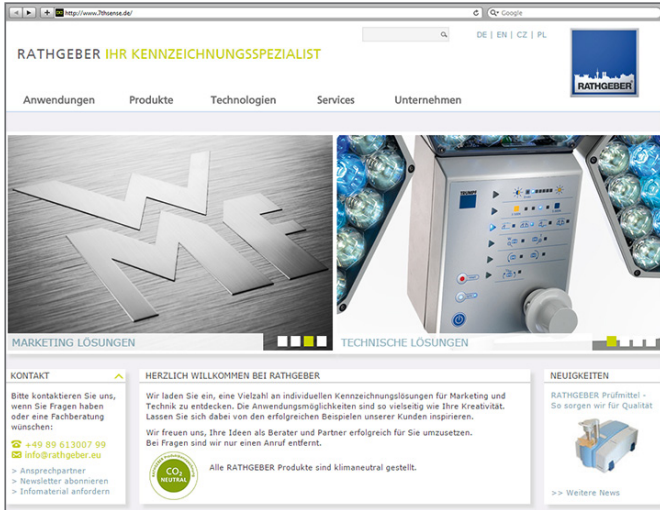 http://www.7thsense.de/
Google
DE | EN | CZ | PL
RATHGEBER IHR KENNZEICHNUNGSSPEZIALIST
RATHGEBER
Anwendungen Produkte Technologien Services Unternehmen
WMF
TRUMPF
MARKETING LÖSUNGEN
TECHNISCHE LÖSUNGEN
KONTAKT
Bitte kontaktieren Sie uns,
wenn Sie Fragen haben
oder eine Fachberatung
wünschen:
+49 89 613007 99
info@rathgeber.eu
> Ansprechpartner
> Newsletter abonnieren
> Infomaterial anfordern
HERZLICH WILLKOMMEN BEI RATHGEBER
Wir laden Sie ein, eine Vielzahl an individuellen Kennzeichnungslösungen für Marketing und
Technik zu entdecken. Die Anwendungsmöglichkeiten sind so vielseitig wie Ihre Kreativität.
Lassen Sie sich dabei von den erfolgreichen Beispielen unserer Kunden inspirieren.
Wir freuen uns, Ihre Ideen als Berater und Partner erfolgreich für Sie umzusetzen.
Bei Fragen sind wir nur einen Anruf entfernt.
CO2
NEUTRAL
Alle RATHGEBER Produkte sind klimaneutral gestellt.
NEUIGKEITEN
RATHGEBER Prüfmittel -
So sorgen wir für Qualität
>> Weitere News